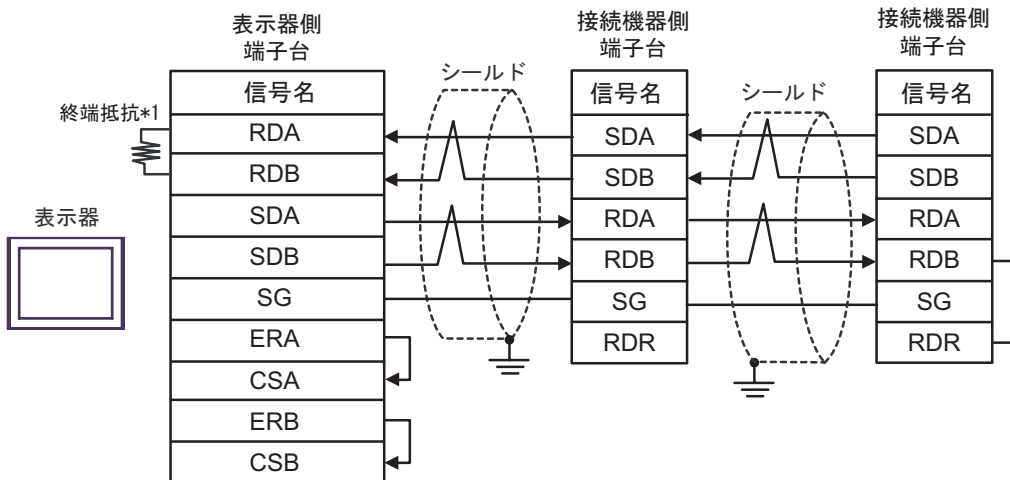 表示器側
端子台
接続機器側
端子台
接続機器側
端子台
シールド
シールド
終端抵抗*1
表示器
信号名
RDA
RDB
SDA
SDB
SG
ERA
CSA
ERB
CSB
信号名
SDA
SDB
RDA
RDB
SG
RDR
信号名
SDA
SDB
RDA
RDB
SG
RDR